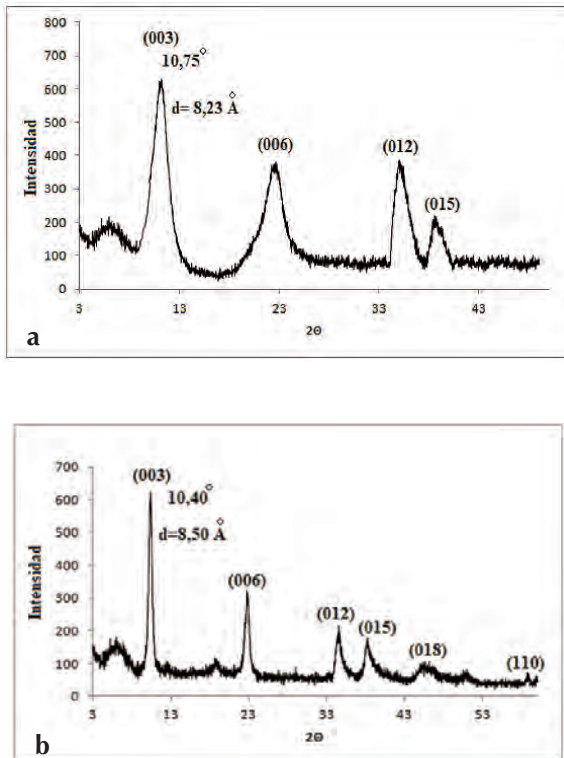 800
700
600
500
400
300
200
100
0
Intensidad
(003)
10,75°
d= 8,23 Å
(006)
(012)
(015)
3 13 23 33 43
2Θ
a
700
600
500
400
300
200
100
0
Intensidad
(003)
10,40°
d=8,50 Å
(006)
(012)
(015)
(018)
(110)
3 13 23 33 43 53
2Θ
b